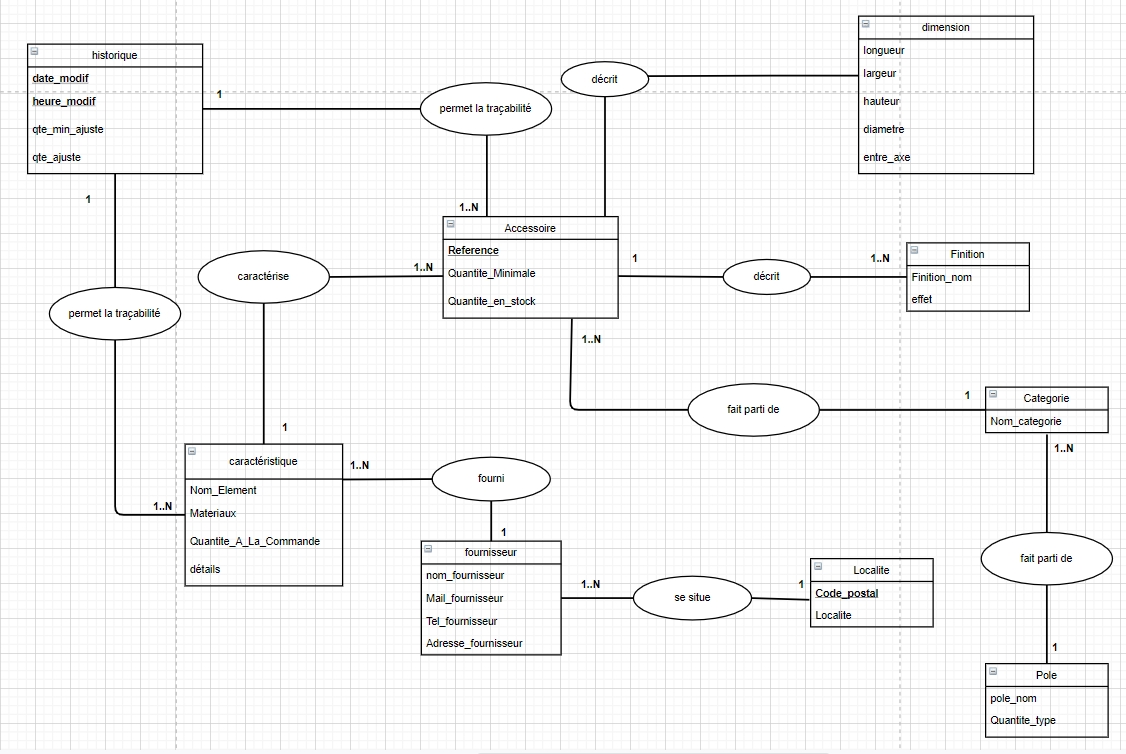 dimension
longueur
largeur
hauteur
diametre
entre_axe
historique
date_modif
heure_modif
qte_min_ajuste
qte_ajuste
1
permet la traçabilité
décrit
1
1..N
Accessoire
Reference
Quantite_Minimale
Quantite_en_stock
1
décrit
1..N
Finition
Finition_nom
effet
caractérise
1..N
permet la traçabilité
1..N
fait parti de
1
Categorie
Nom_categorie
1
caractéristique
Nom_Element
Materiaux
Quantite_A_La_Commande
détails
1..N
1..N
fourni
1
1..N
fournisseur
nom_fournisseur
Mail_fournisseur
Tel_fournisseur
Adresse_fournisseur
1..N
se situe
1
Localite
Code_postal
Localite
fait parti de
1
Pole
pole_nom
Quantite_type